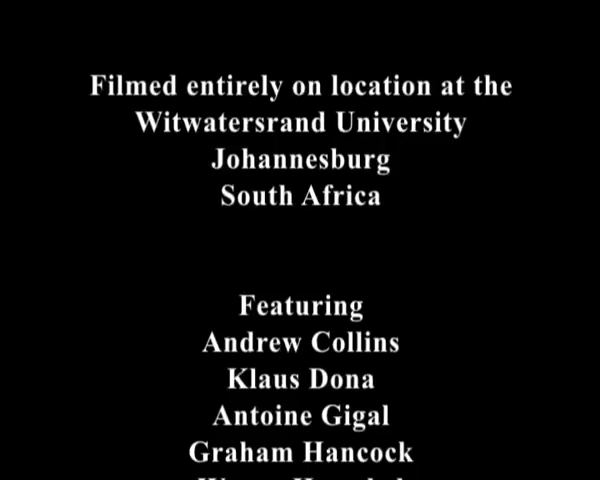 Filmed entirely on location at the
Witwatersrand University
Johannesburg
South Africa
Featuring
Andrew Collins
Klaus Dona
Antoine Gigal
Graham Hancock